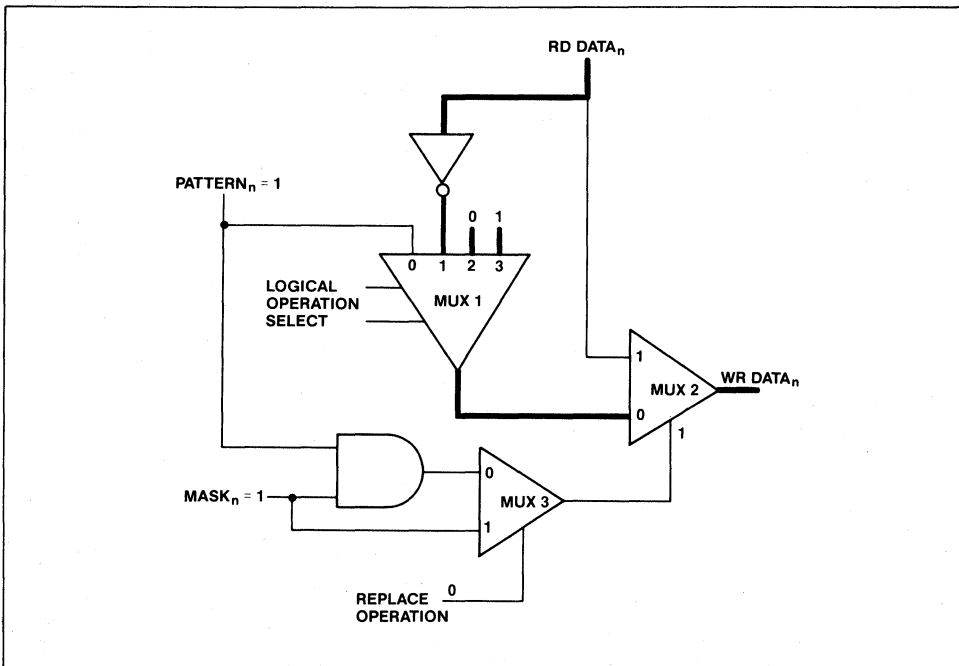 RD DATAn
PATTERNn = 1
0 1
0 1 2 3
LOGICAL
OPERATION
SELECT
MUX 1
1
MUX 2
WR DATAn
0
1
0
MUX 3
MASKn = 1
1
0
REPLACE
OPERATION